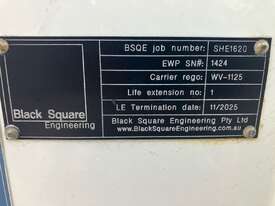 BSQE job number: SHE1620
EWP SN#: 1424
Carrier rego: WV-1125
Life extension no: 1
LE Termination date: 11/2025
Black Square
Engineering
Black Square Engineering Pty Ltd
www.BlackSquareEngineering.com.au